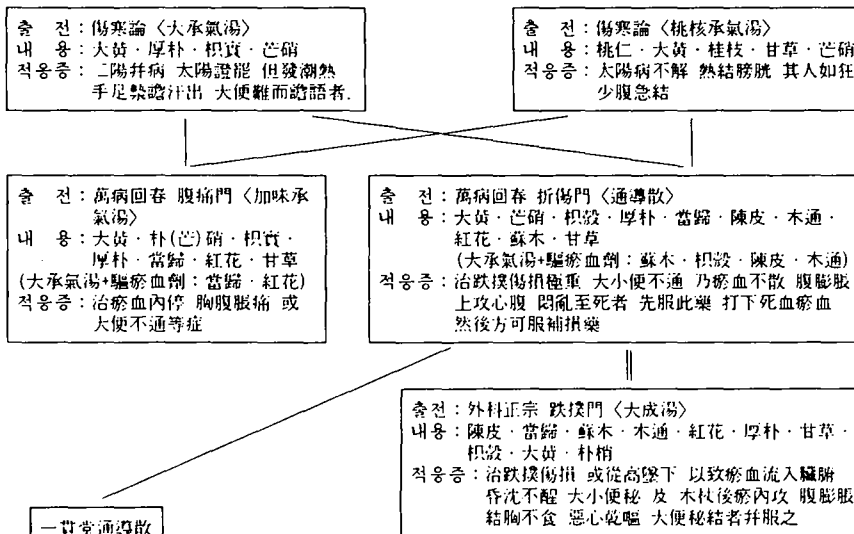 출 전 : 傷寒論 〈大承氣湯〉
내 용 : 大黃 · 厚朴 · 枳實 · 芒硝
적응증 : 二陽幷病 太陽證罷 但發潮熱
手足漐漐汗出 大便難而譫語者.
출 전 : 傷寒論 〈桃核承氣湯〉
내 용 : 桃仁 · 大黃 · 桂枝 · 甘草 · 芒硝
적응증 : 太陽病不解 熱結膀胱 其人如狂
少腹急結
출 전 : 萬病回春 腹痛門 〈加味承
氣湯〉
내 용 : 大黃 · 朴(芒)硝 · 枳實 ·
厚朴 · 當歸 · 紅花 · 甘草
(大承氣湯+驅瘀血劑 : 當歸 · 紅花)
적응증 : 治瘀血內停 胸腹脹痛 或
大便不通等症
출 전 : 萬病回春 折傷門 〈通導散〉
내 용 : 大黃 · 芒硝 · 枳殼 · 厚朴 · 當歸 · 陳皮 · 木通 ·
紅花 · 蘇木 · 甘草
(大承氣湯+驅瘀血劑 : 蘇木 · 枳殼 · 陳皮 · 木通)
적응증 : 治跌撲傷損極重 大小便不通 乃瘀血不散 腹膨脹
上攻心腹 悶亂至死者 先服此藥 打下死血瘀血
然後方可服補損藥
출전 : 外科正宗 跌撲門 〈大成湯〉
내용 : 陳皮 · 當歸 · 蘇木 · 木通 · 紅花 · 厚朴 · 甘草 ·
枳殼 · 大黃 · 朴梢
적응증 : 治跌撲傷損 或從高墜下 以致瘀血流入臟腑
昏沈不醒 大小便秘 及 木杖後瘀內攻 腹膨脹
結胸不食 惡心乾嘔 大便秘結者幷服之
一貫堂通導散